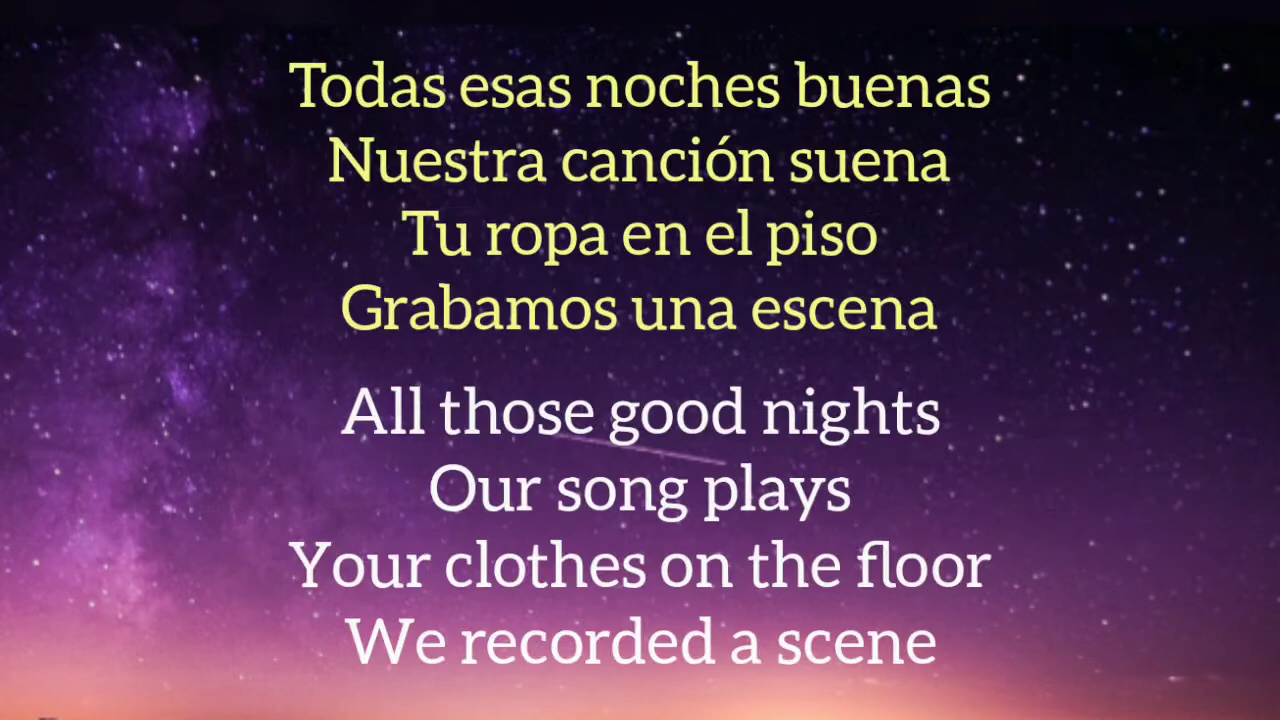 Todas esas noches buenas
Nuestra canción suena
Tu ropa en el piso
Grabamos una escena
All those good nights
Our song plays
Your clothes on the floor
We recorded a scene